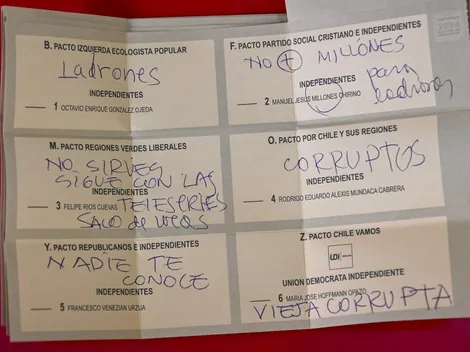 B. PACTO IZQUIERDA ECOLOGISTA POPULAR
Ladrones
INDEPENDIENTES
1 OCTAVIO ENRIQUE GONZALEZ OJEDA
F. PACTO PARTIDO SOCIAL CRISTIANO E INDEPENDIENTES
NO + MILLONES
para
ladrones
INDEPENDIENTES
2 MANUEL JESUS MILLONES CHIRINO
M. PACTO REGIONES VERDES LIBERALES
NO SIRVES
SIGUE CON LAS
INDEPENDIENTES
3 FELIPE RIOS CUEVAS TELESERIES
SACO de
O. PACTO POR CHILE Y SUS REGIONES
CORRUPTOS
INDEPENDIENTES
4 RODRIGO EDUARDO ALEXIS MUNDACA CABRERA
Y. PACTO REPUBLICANOS E INDEPENDIENTES
NADIE TE
CONOCE
INDEPENDIENTES
5 FRANCESCO VENEZIAN URZUA
Z. PACTO CHILE VAMOS
UDI
UNION DEMOCRATA INDEPENDIENTE
6 MARIA JOSE HOFFMANN OPAZO
VIEJA CORRUPTA